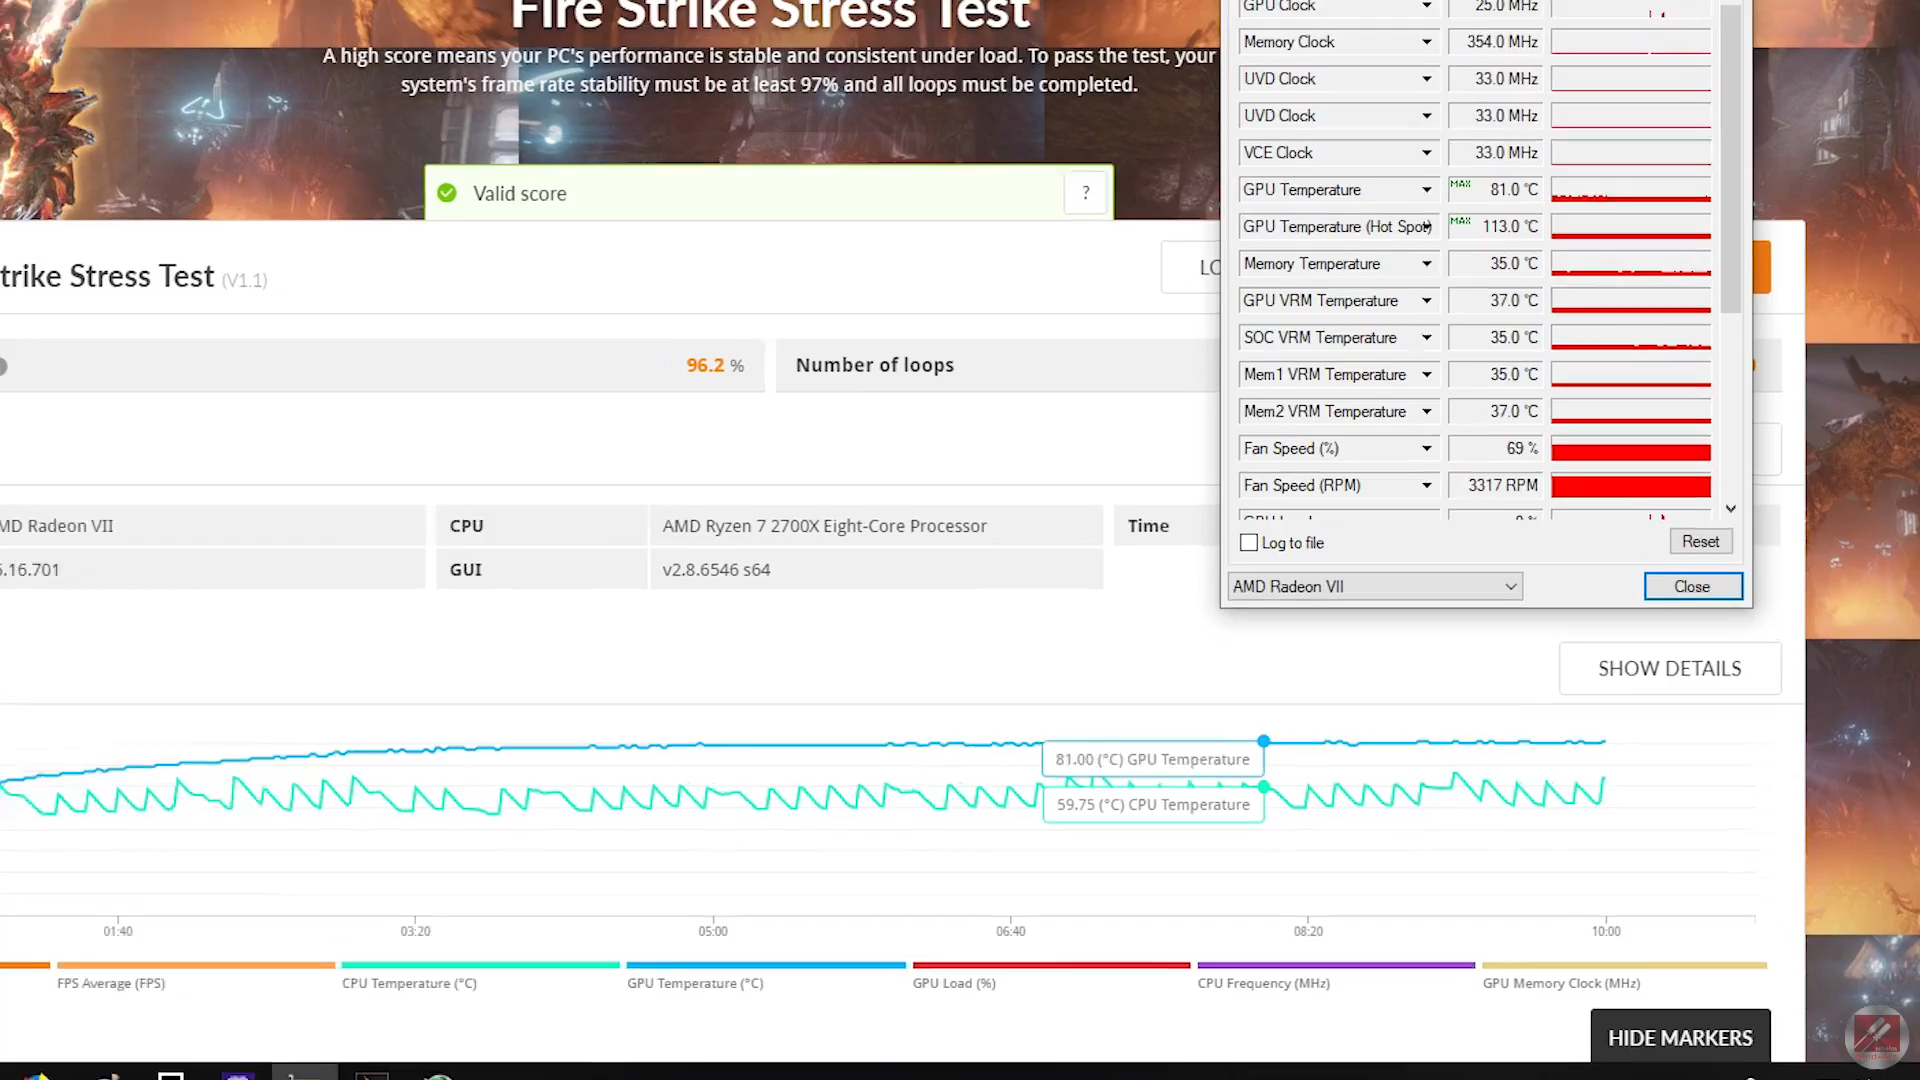 Fire Strike Stress Test
A high score means your PC's performance is stable and consistent under load. To pass the test, your
system's frame rate stability must be at least 97% and all loops must be completed.
Valid score
?
trike Stress Test (V1.1)
LO
96.2 %
Number of loops
MD Radeon VII
CPU
AMD Ryzen 7 2700X Eight-Core Processor
Time
.16.701
GUI
v2.8.6546 s64
GPU Clock 25.0 MHz
Memory Clock 354.0 MHz
UVD Clock 33.0 MHz
UVD Clock 33.0 MHz
VCE Clock 33.0 MHz
GPU Temperature MAX 81.0 °C
GPU Temperature (Hot Spot) MAX 113.0 °C
Memory Temperature 35.0 °C
GPU VRM Temperature 37.0 °C
SOC VRM Temperature 35.0 °C
Mem1 VRM Temperature 35.0 °C
Mem2 VRM Temperature 37.0 °C
Fan Speed (%) 69 %
Fan Speed (RPM) 3317 RPM
Log to file
Reset
AMD Radeon VII
Close
SHOW DETAILS
81.00 (°C) GPU Temperature
59.75 (°C) CPU Temperature
01:40 03:20 05:00 06:40 08:20 10:00
FPS Average (FPS) CPU Temperature (°C) GPU Temperature (°C) GPU Load (%) CPU Frequency (MHz) GPU Memory Clock (MHz)
HIDE MARKERS